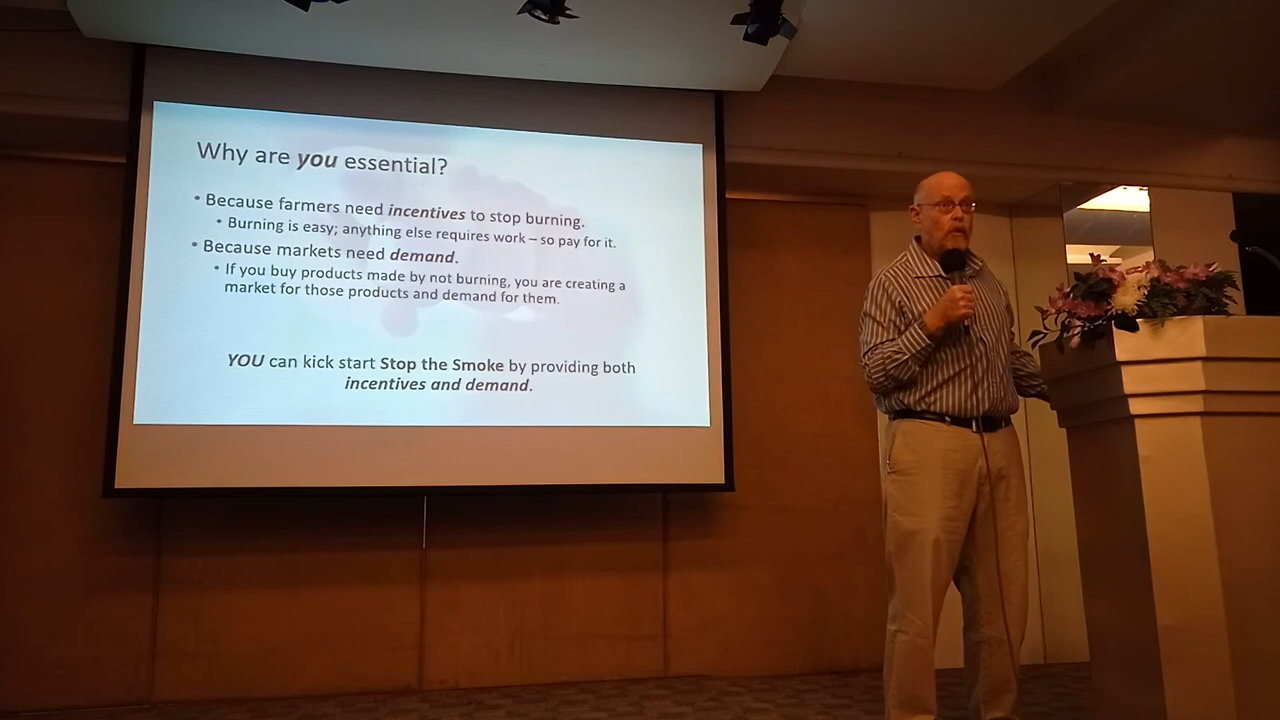 Why are you essential?
• Because farmers need incentives to stop burning.
• Burning is easy; anything else requires work – so pay for it.
• Because markets need demand.
• If you buy products made by not burning, you are creating a
market for those products and demand for them.
YOU can kick start Stop the Smoke by providing both
incentives and demand.